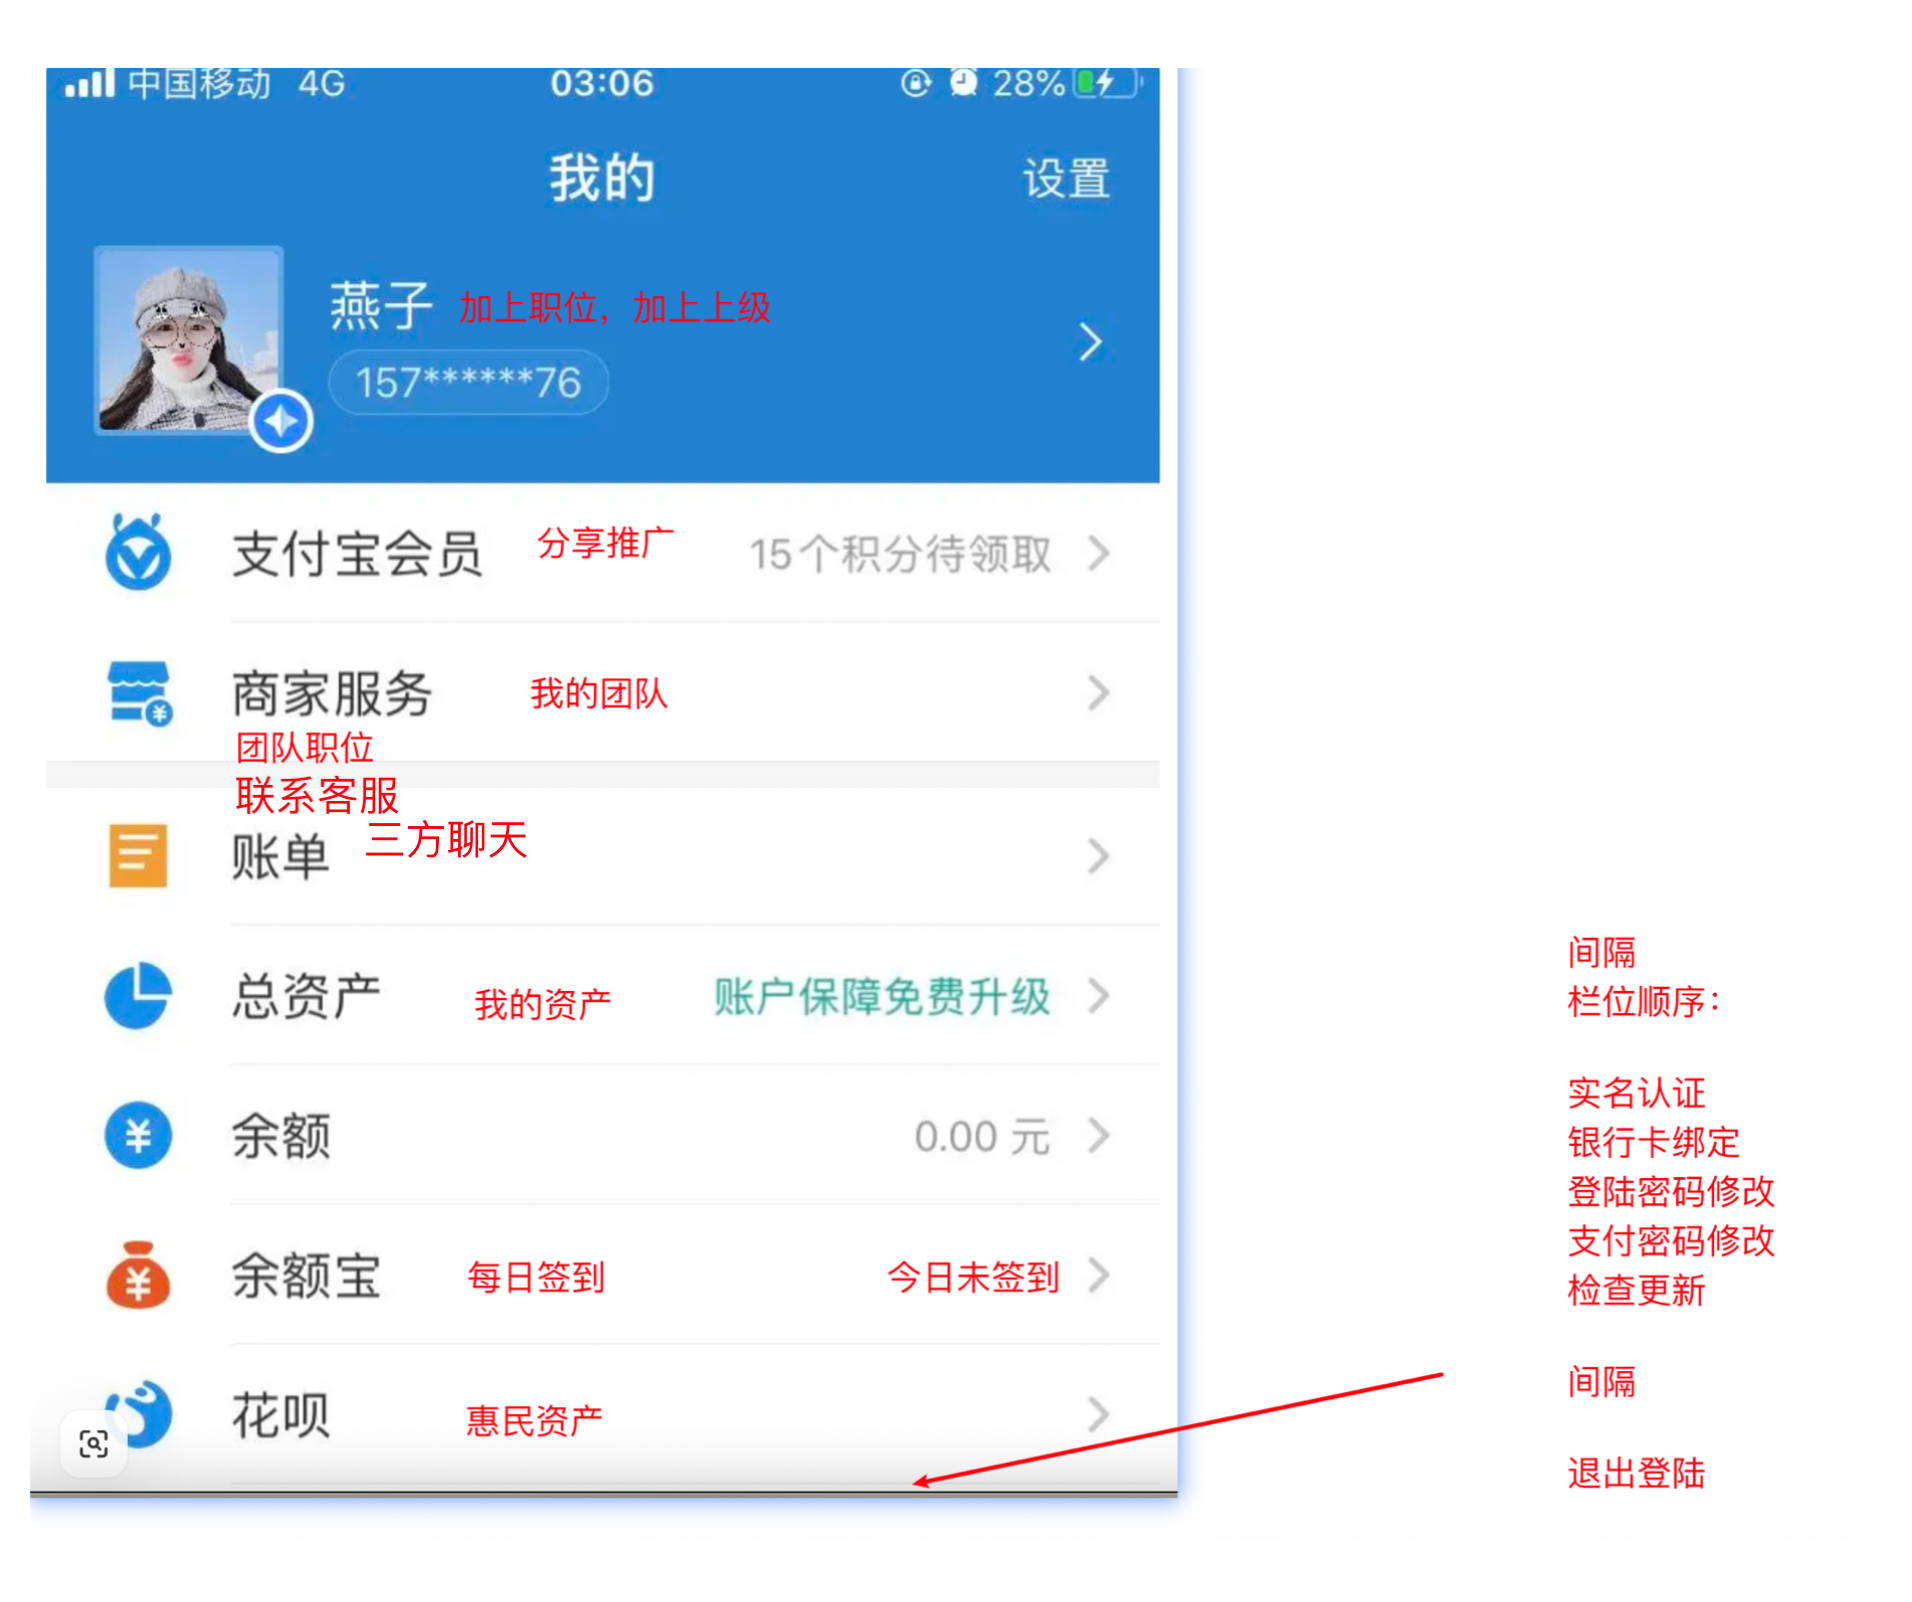 中国移动 4G 03:06 28%
我的 设置
燕子 加上职位，加上上级
157******76
支付宝会员 分享推广 15个积分待领取
商家服务 我的团队
团队职位
联系客服
三方聊天
账单
总资产 我的资产 账户保障免费升级
余额 0.00 元
余额宝 每日签到 今日未签到
花呗 惠民资产
间隔
栏位顺序：
实名认证
银行卡绑定
登陆密码修改
支付密码修改
检查更新
间隔
退出登陆